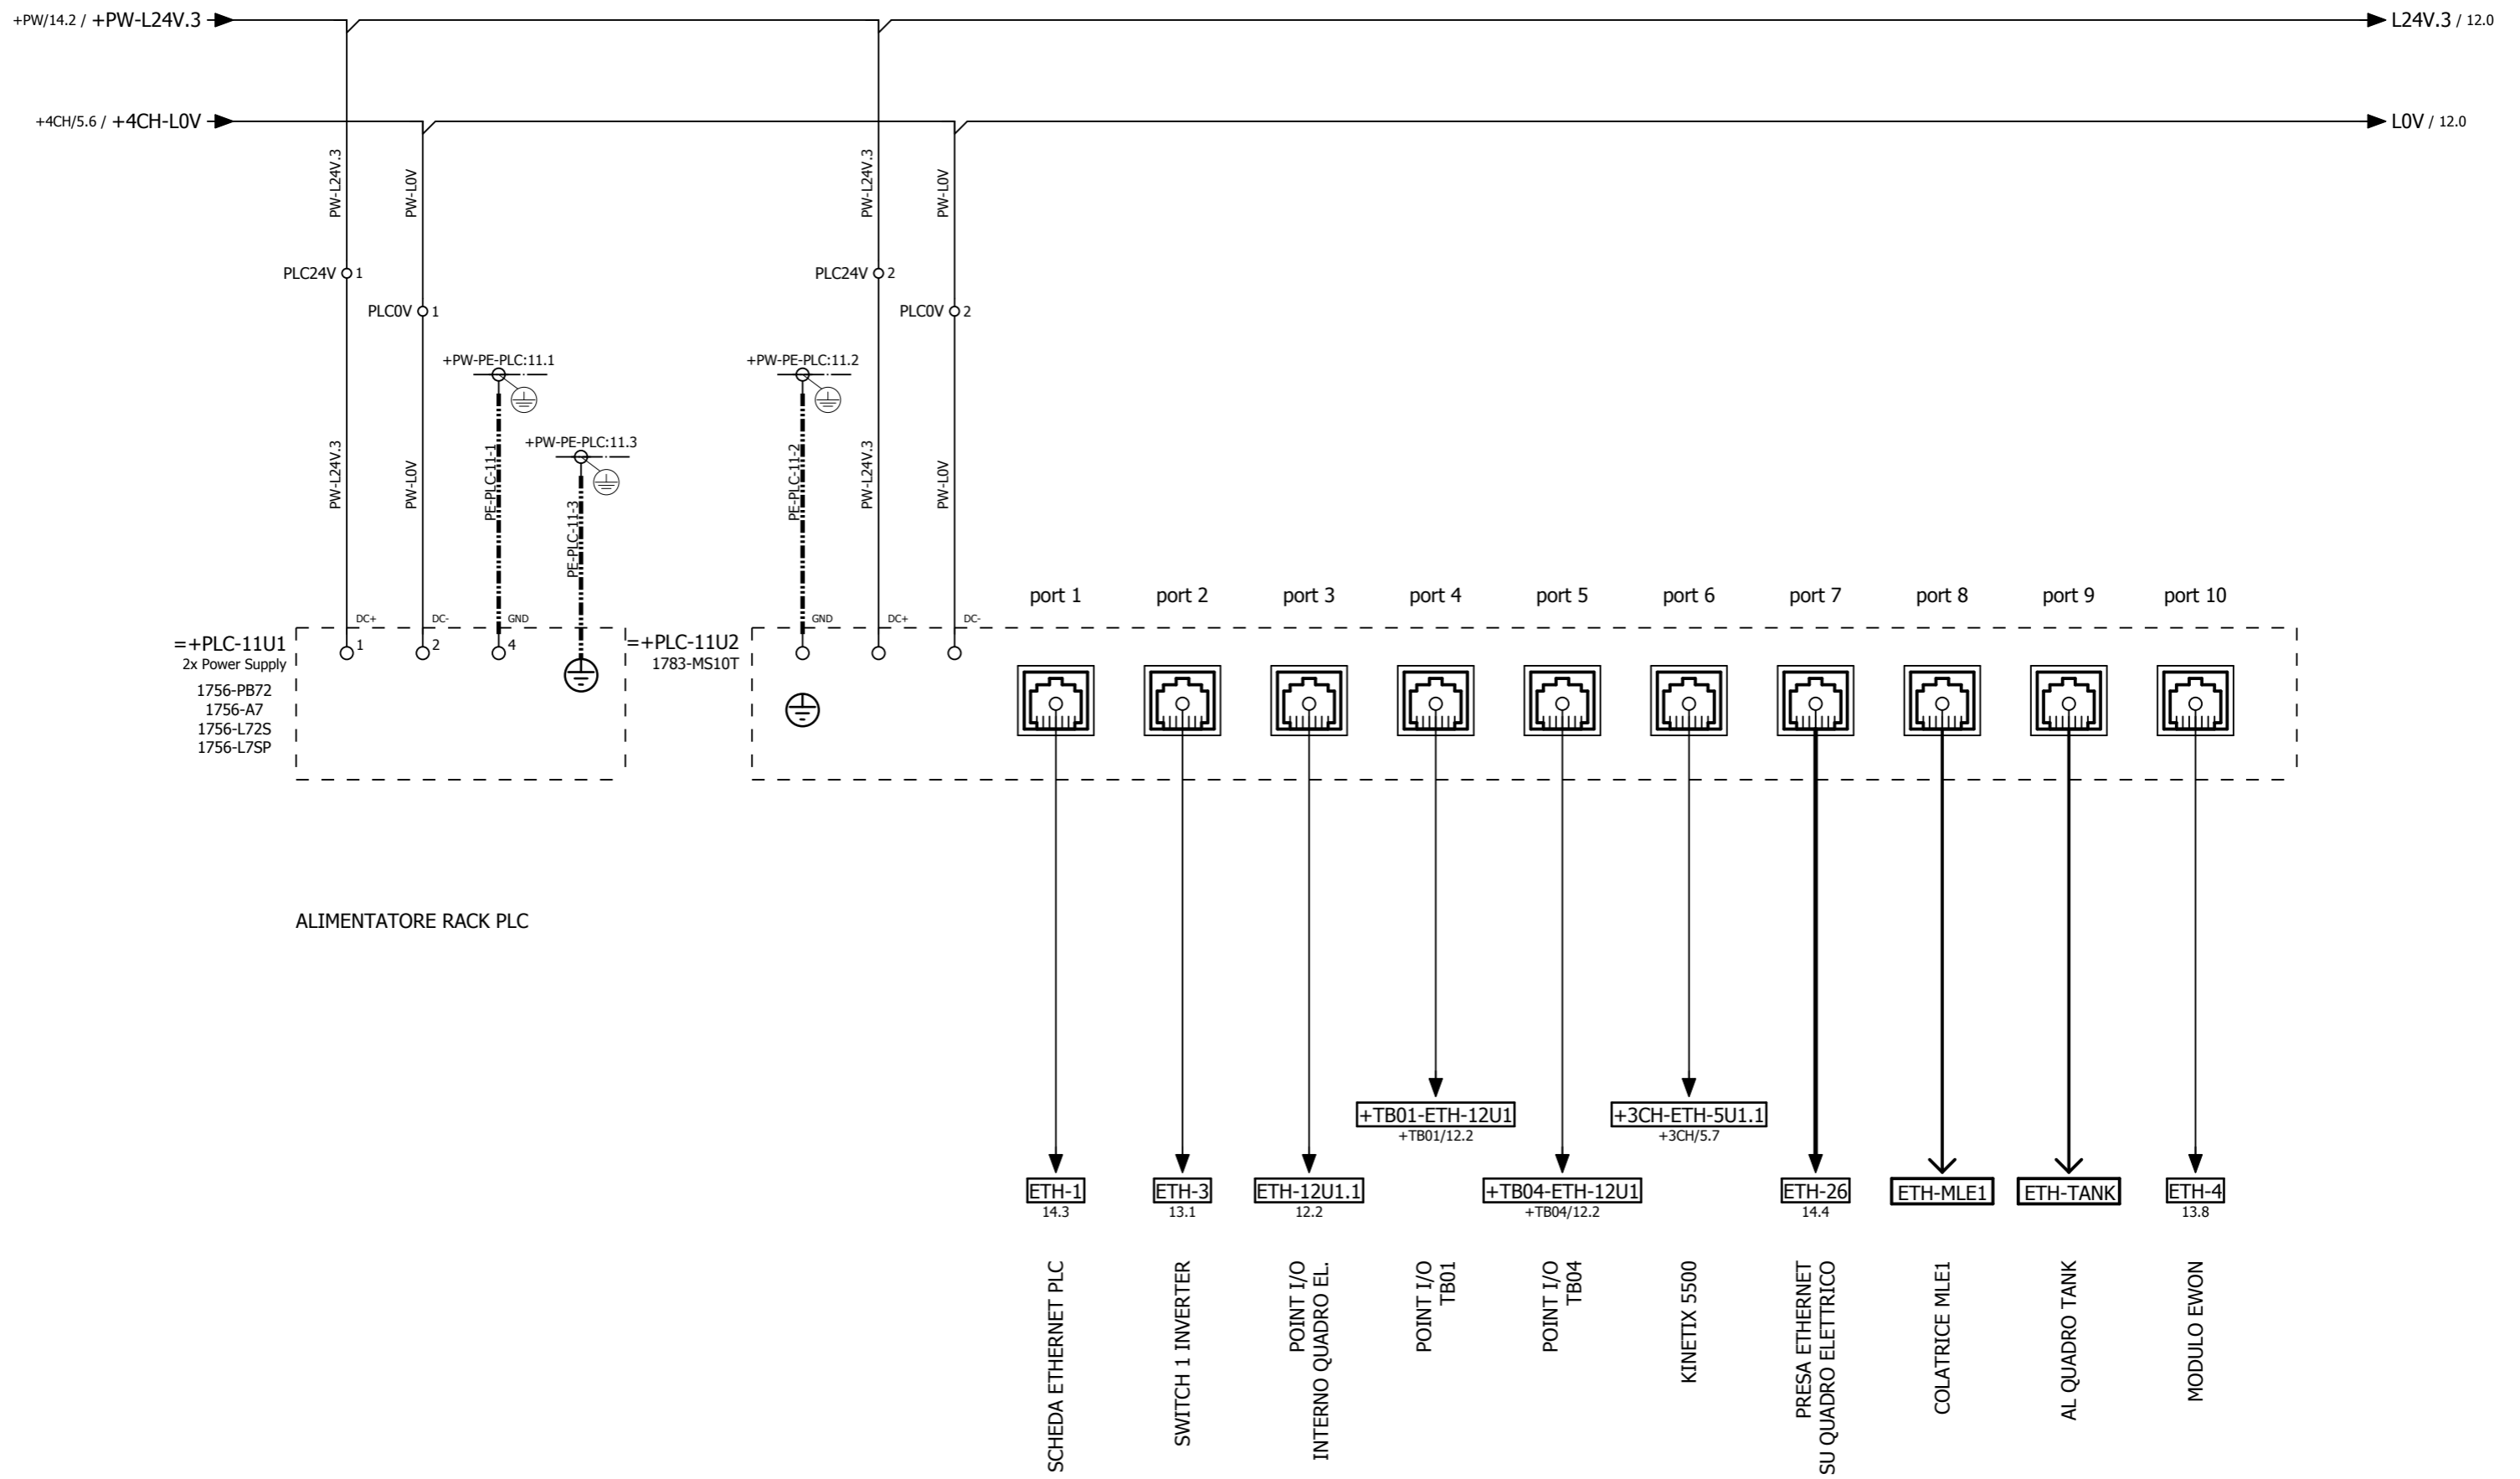 +PW/14.2 / +PW-L24V.3
L24V.3 / 12.0
+4CH/5.6 / +4CH-L0V
L0V / 12.0
PW-L24V.3
PW-L0V
PW-L24V.3
PW-L0V
PLC24V 1
PLC24V 2
PLC0V 1
PLC0V 2
+PW-PE-PLC:11.1
+PW-PE-PLC:11.2
+PW-PE-PLC:11.3
PW-L24V.3
PW-L0V
PE-PLC-11-1
PE-PLC-11-3
PE-PLC-11-2
PW-L24V.3
PW-L0V
port 1
port 2
port 3
port 4
port 5
port 6
port 7
port 8
port 9
port 10
DC+
DC-
GND
GND
DC+
DC-
=+PLC-11U1
1
2
4
2x Power Supply
1756-PB72
1756-A7
1756-L72S
1756-L7SP
=+PLC-11U2
1783-MS10T
ALIMENTATORE RACK PLC
+TB01-ETH-12U1
+TB01/12.2
+3CH-ETH-5U1.1
+3CH/5.7
ETH-1
14.3
ETH-3
13.1
ETH-12U1.1
12.2
+TB04-ETH-12U1
+TB04/12.2
ETH-26
14.4
ETH-MLE1
ETH-TANK
ETH-4
13.8
SCHEDA ETHERNET PLC
SWITCH 1 INVERTER
POINT I/O
INTERNO QUADRO EL.
POINT I/O
TB01
POINT I/O
TB04
KINETIX 5500
PRESA ETHERNET
SU QUADRO ELETTRICO
COLATRICE MLE1
AL QUADRO TANK
MODULO EWON